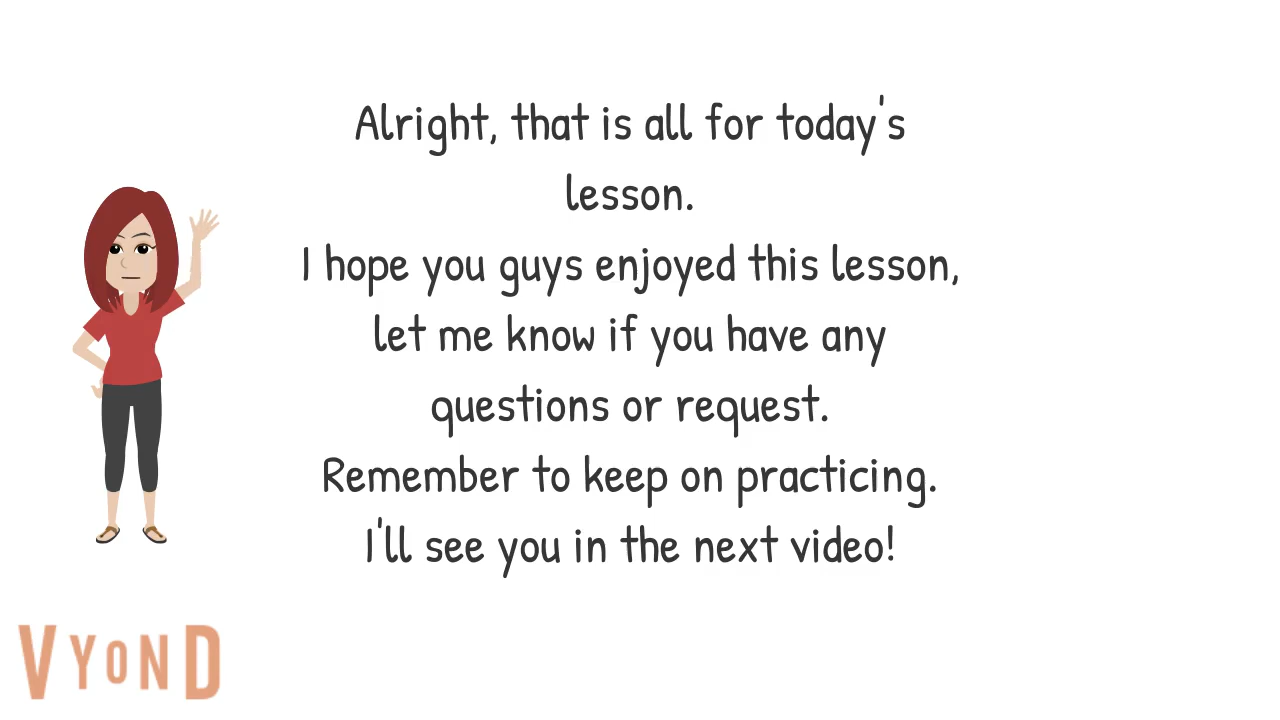 Alright, that is all for today's
lesson.
I hope you guys enjoyed this lesson,
let me know if you have any
questions or request.
Remember to keep on practicing.
I'll see you in the next video!
VYOND